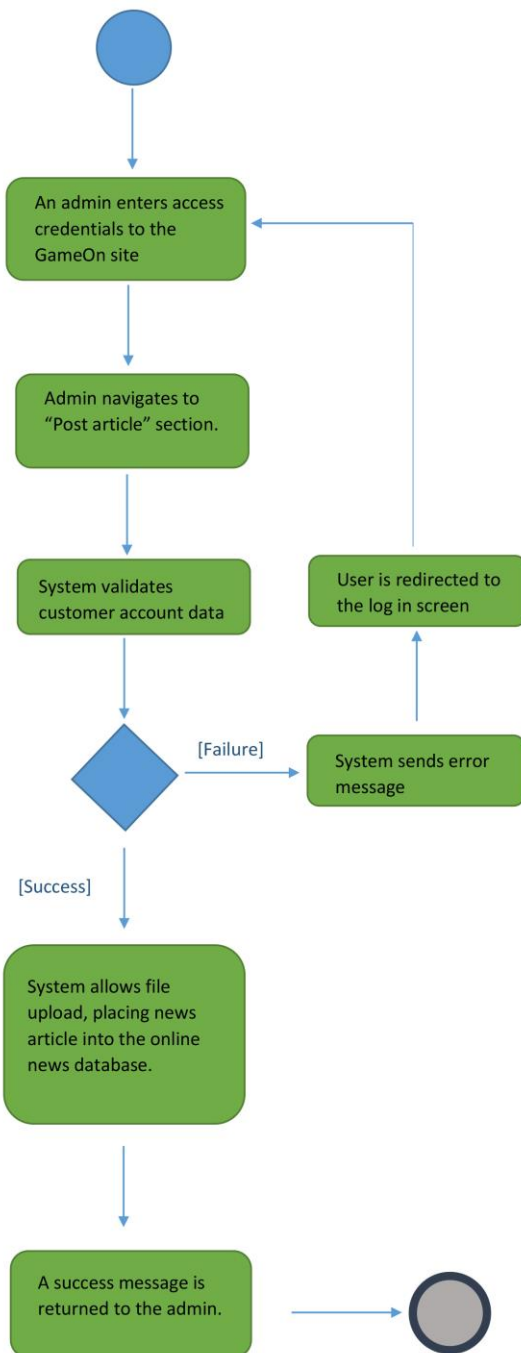 An admin enters access
credentials to the
GameOn site
Admin navigates to
“Post article” section.
System validates
customer account data
User is redirected to
the log in screen
[Failure]
System sends error
message
[Success]
System allows file
upload, placing news
article into the online
news database.
A success message is
returned to the admin.